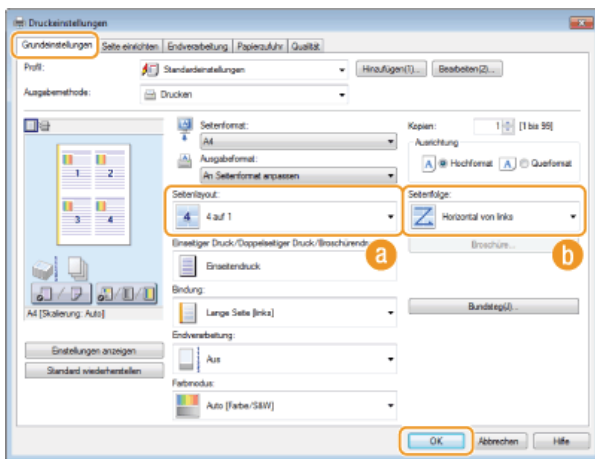 Druckeinstellungen
Grundeinstellungen Seite einrichten Endverarbeitung Papierzufuhr Qualität
Profil: Standardeinstellungen Hinzufügen(1)... Bearbeiten(2)...
Ausgabemethode: Drucken
Seitenformat: Kopien: 1 [1 bis 99]
A4 Ausrichtung
Ausgabeformat: A Hochformat A Querformat
An Seitenformat anpassen
1 2
3 4
Seitenlayout: Seitenfolge:
4 4 auf 1 Z Horizontal von links
a b
Einseitiger Druck/Doppelseitiger Druck/Broschürendr Broschüre...
Einseitendruck
Bindung: Bundsteg(J)...
A4 [Skalierung: Auto] Lange Seite [links]
Endverarbeitung:
Einstellungen anzeigen Aus
Standard wiederherstellen
Farbmodus:
Auto [Farbe/S&W]
OK Abbrechen Hilfe